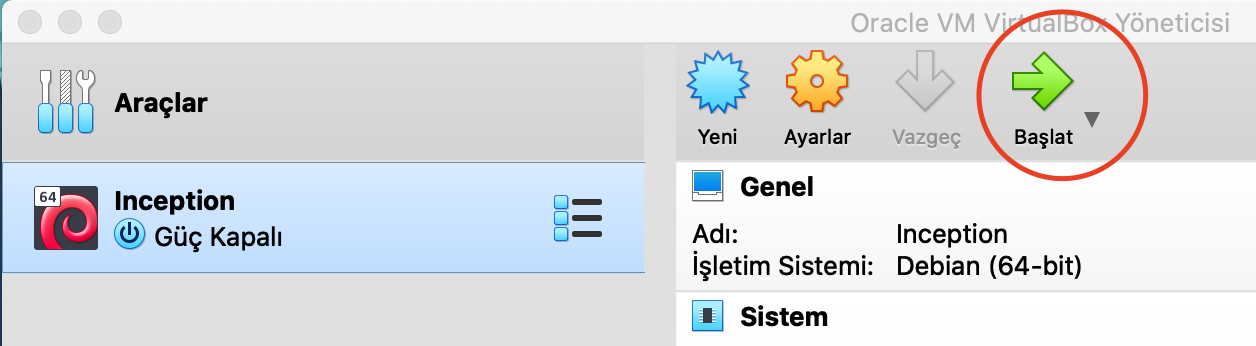 Oracle VM VirtualBox Yöneticisi
Araçlar
Yeni
Ayarlar
Vazgeç
Başlat
64
Inception
Güç Kapalı
Genel
Adı: Inception
İşletim Sistemi: Debian (64-bit)
Sistem